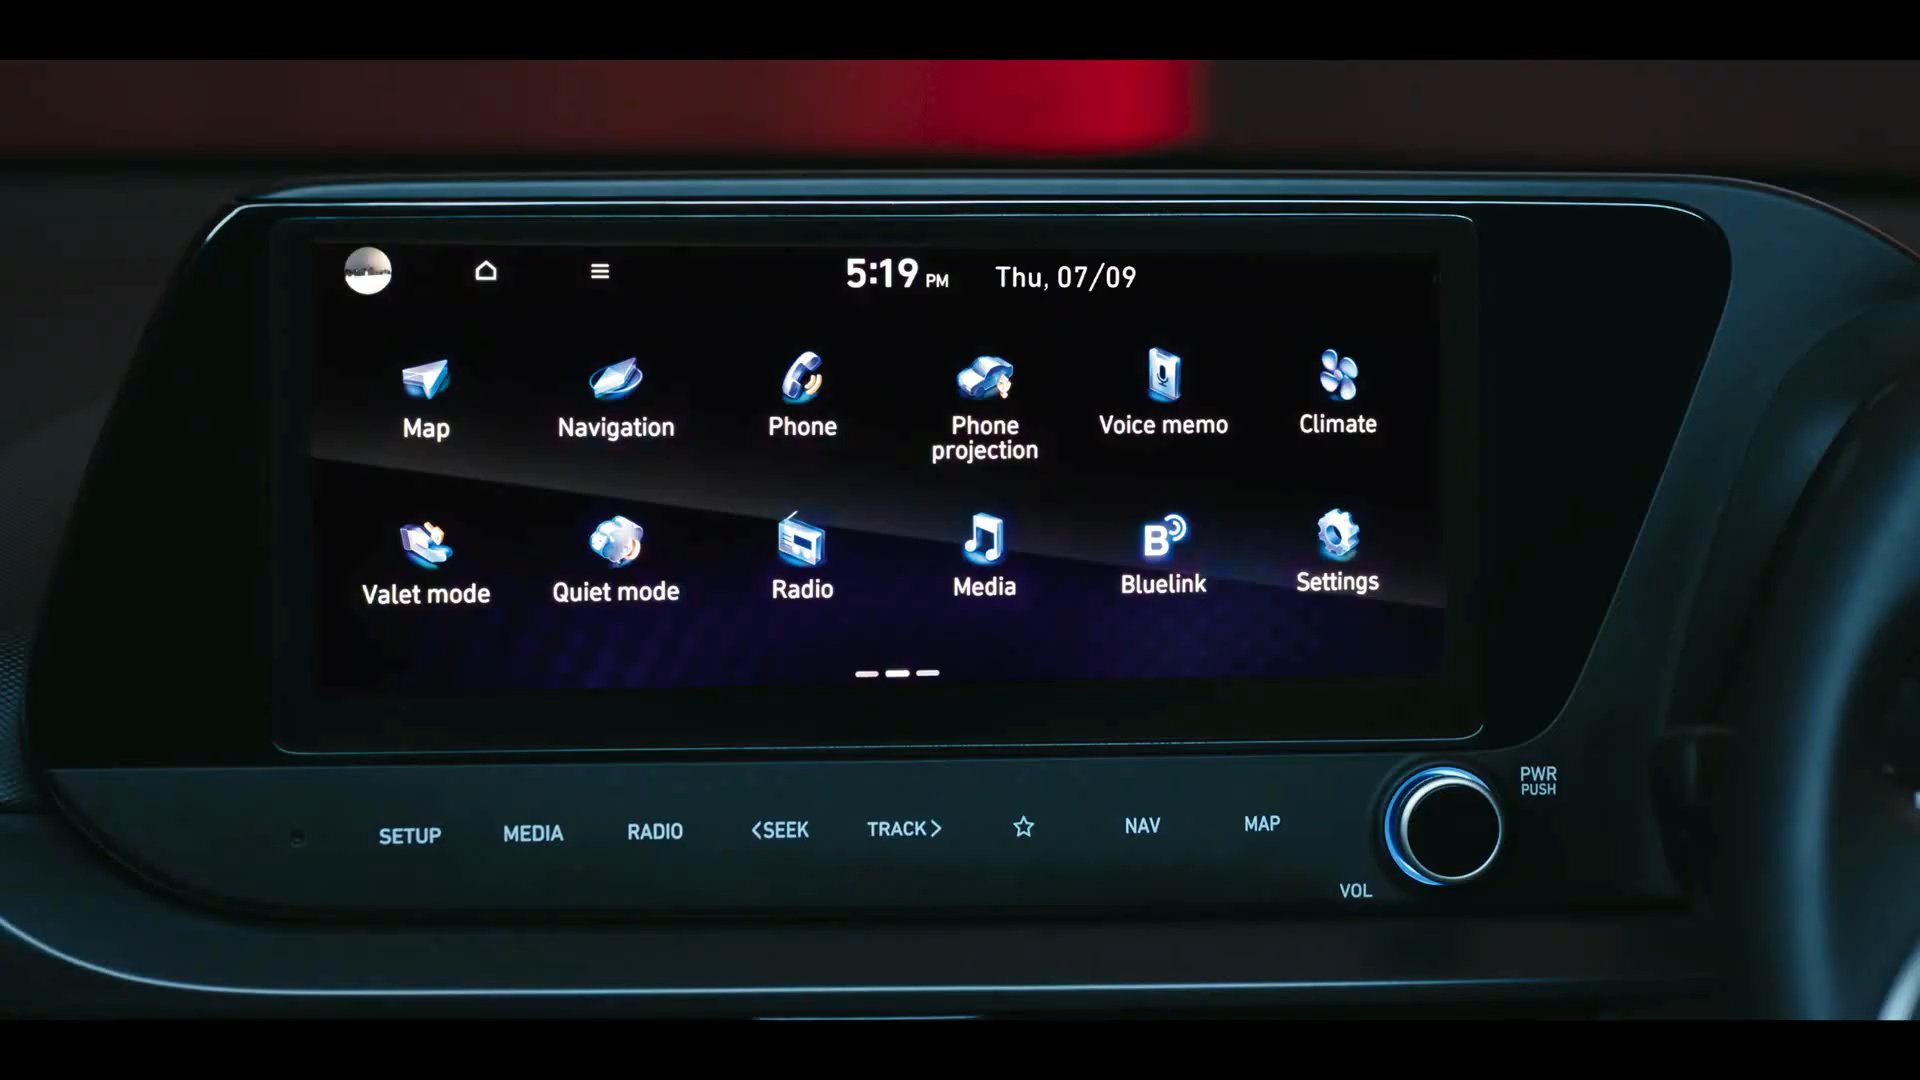 5:19 PM Thu, 07/09
Map Navigation Phone Phone projection Voice memo Climate
Valet mode Quiet mode Radio Media B Bluelink Settings
SETUP MEDIA RADIO <SEEK TRACK> NAV MAP
PWR
PUSH
VOL